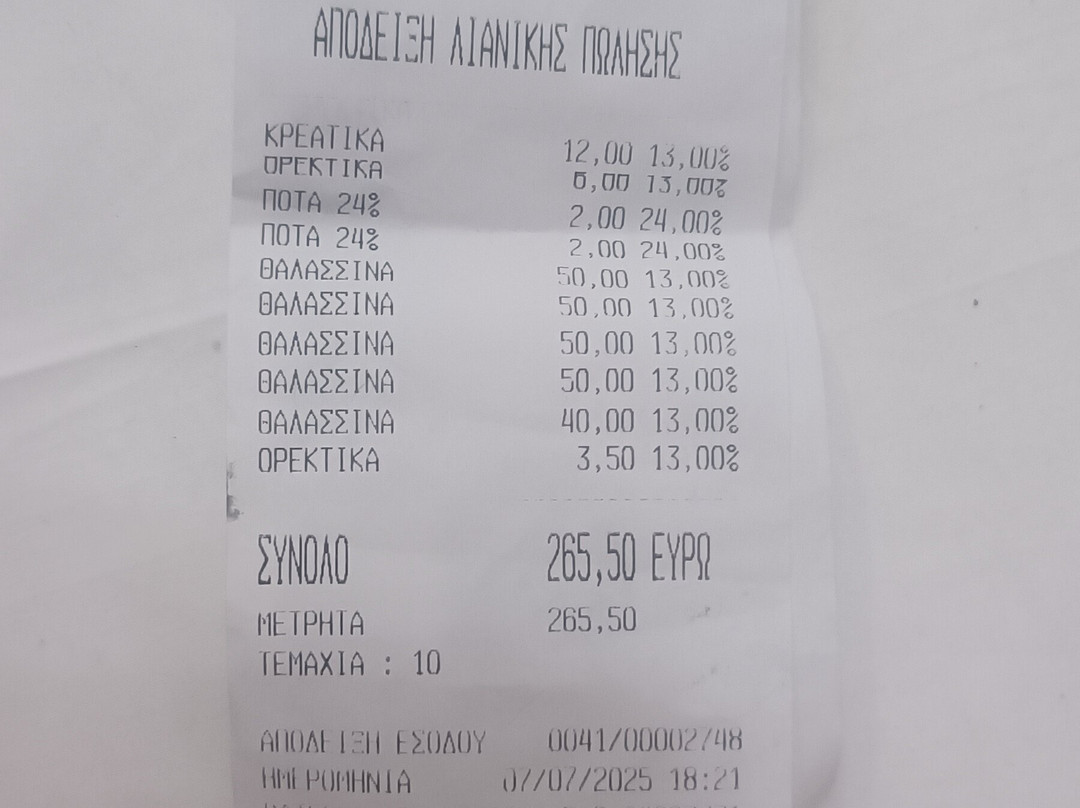 ΑΠΟΔΕΙΞΗ ΛΙΑΝΙΚΗΣ ΠΩΛΗΣΗΣ
ΚΡΕΑΤΙΚΑ 12,00 13,00%
ΟΡΕΚΤΙΚΑ 6,00 13,00%
ΠΟΤΑ 24% 2,00 24,00%
ΠΟΤΑ 24% 2,00 24,00%
ΘΑΛΑΣΣΙΝΑ 50,00 13,00%
ΘΑΛΑΣΣΙΝΑ 50,00 13,00%
ΘΑΛΑΣΣΙΝΑ 50,00 13,00%
ΘΑΛΑΣΣΙΝΑ 50,00 13,00%
ΘΑΛΑΣΣΙΝΑ 40,00 13,00%
ΟΡΕΚΤΙΚΑ 3,50 13,00%
ΣΥΝΟΛΟ 265,50 ΕΥΡΩ
ΜΕΤΡΗΤΑ 265,50
ΤΕΜΑΧΙΑ : 10
ΑΠΟΔΕΙΞΗ ΕΣΟΔΟΥ 0041/00002748
ΗΜΕΡΟΜΗΝΙΑ 07/07/2025 18:21